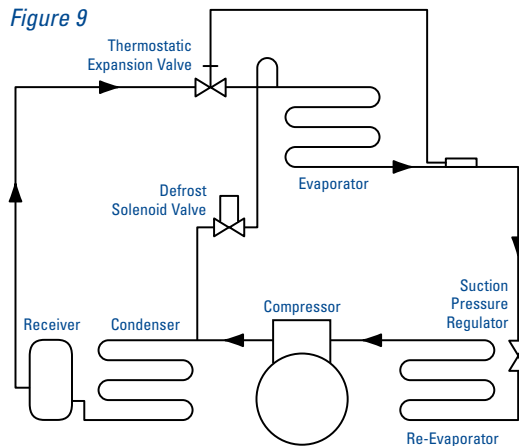 Figure 9
Thermostatic
Expansion Valve
Evaporator
Defrost
Solenoid Valve
Suction
Pressure
Regulator
Receiver
Condenser
Compressor
Re-Evaporator